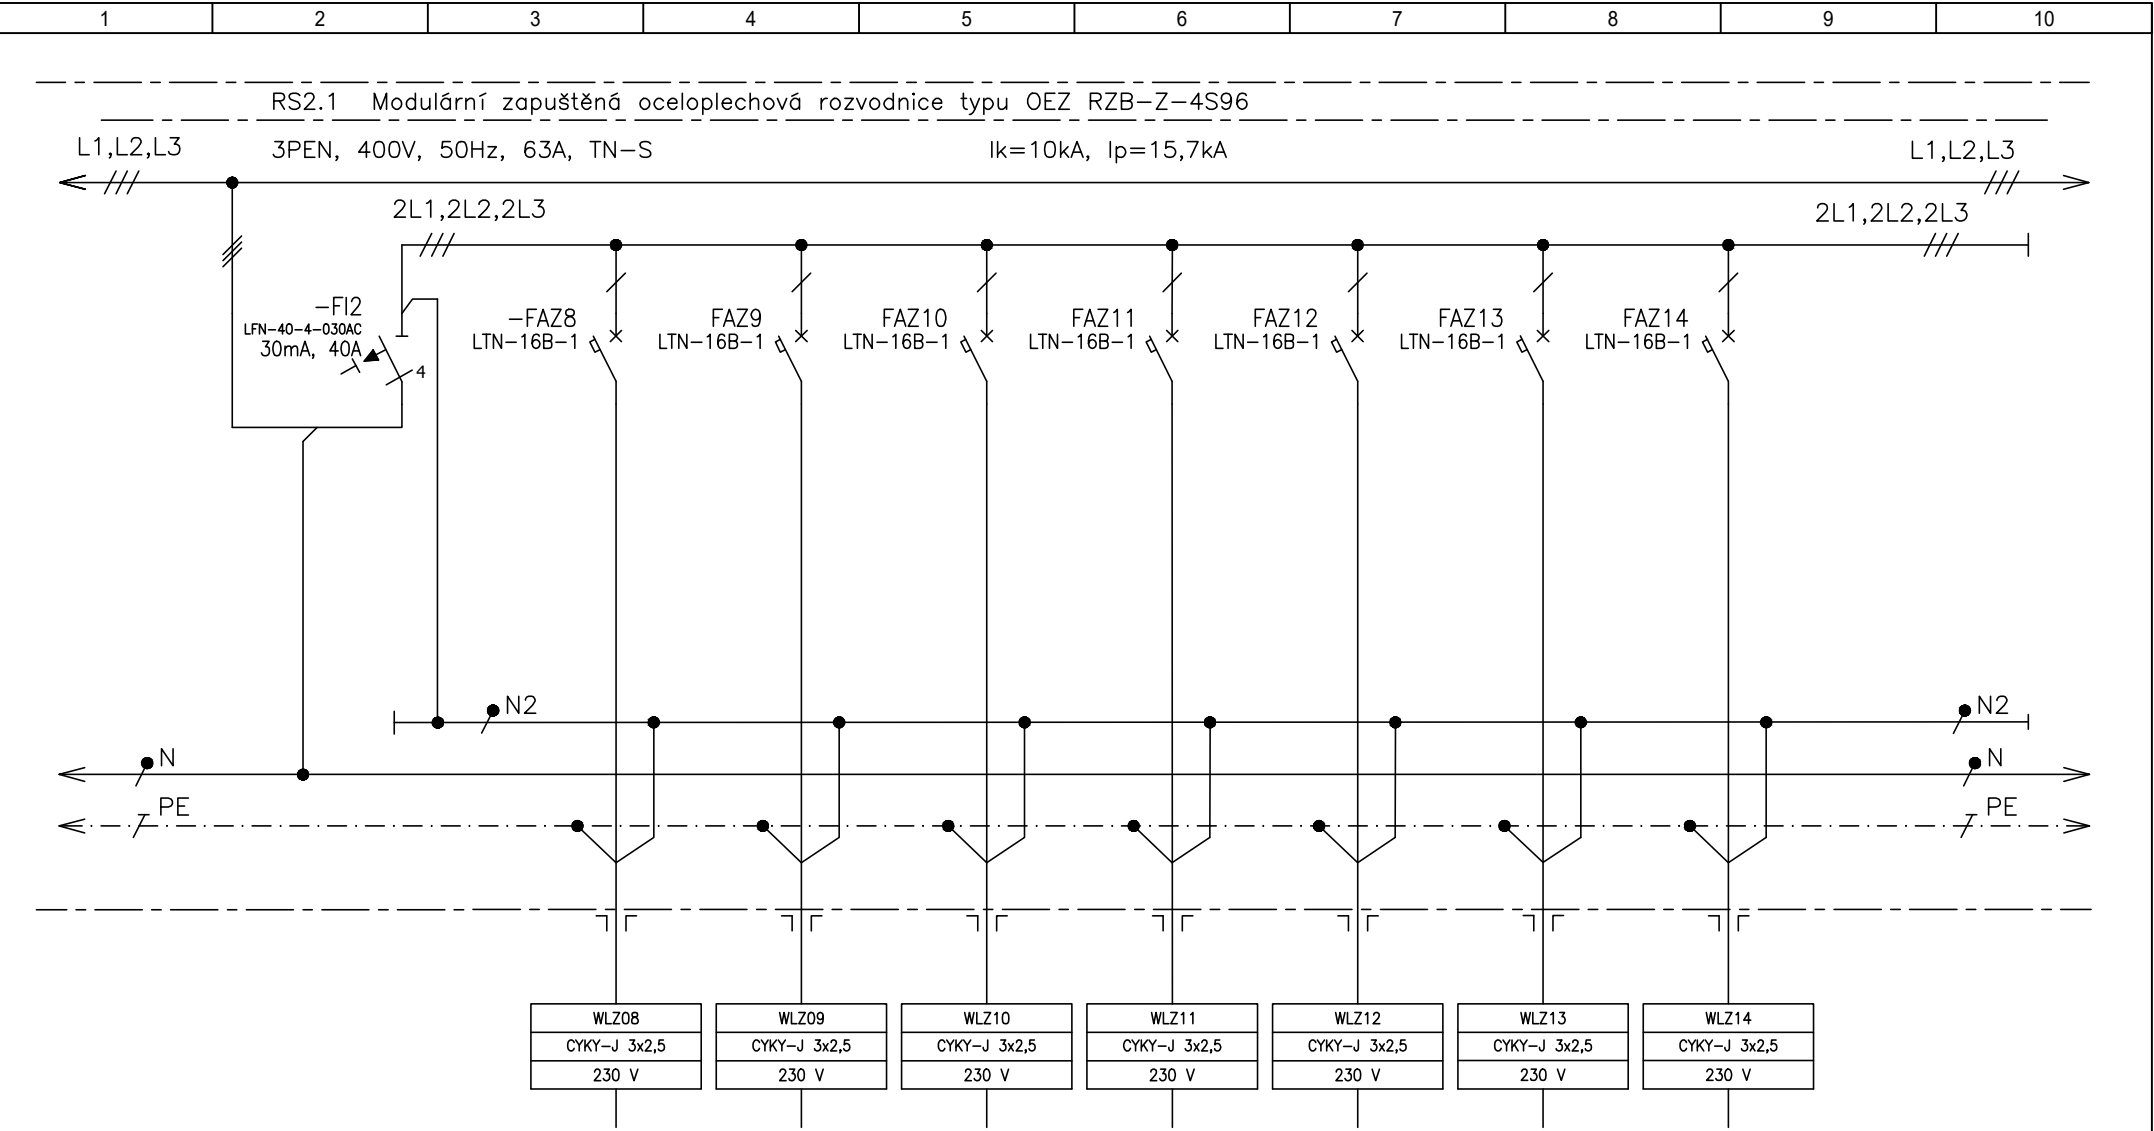 1 2 3 4 5 6 7 8 9 10
RS2.1 Modulární zapuštěná oceloplechová rozvodnice typu OEZ RZB-Z-4S96
L1,L2,L3 3PEN, 400V, 50Hz, 63A, TN-S Ik=10kA, Ip=15,7kA L1,L2,L3
2L1,2L2,2L3 2L1,2L2,2L3
-FI2 -FAZ8 FAZ9 FAZ10 FAZ11 FAZ12 FAZ13 FAZ14
LFN-40-4-030AC LTN-16B-1 LTN-16B-1 LTN-16B-1 LTN-16B-1 LTN-16B-1 LTN-16B-1 LTN-16B-1
30mA, 40A
4
N2 N2
N N
PE PE
WLZ08 WLZ09 WLZ10 WLZ11 WLZ12 WLZ13 WLZ14
CYKY-J 3x2,5 CYKY-J 3x2,5 CYKY-J 3x2,5 CYKY-J 3x2,5 CYKY-J 3x2,5 CYKY-J 3x2,5 CYKY-J 3x2,5
230 V 230 V 230 V 230 V 230 V 230 V 230 V